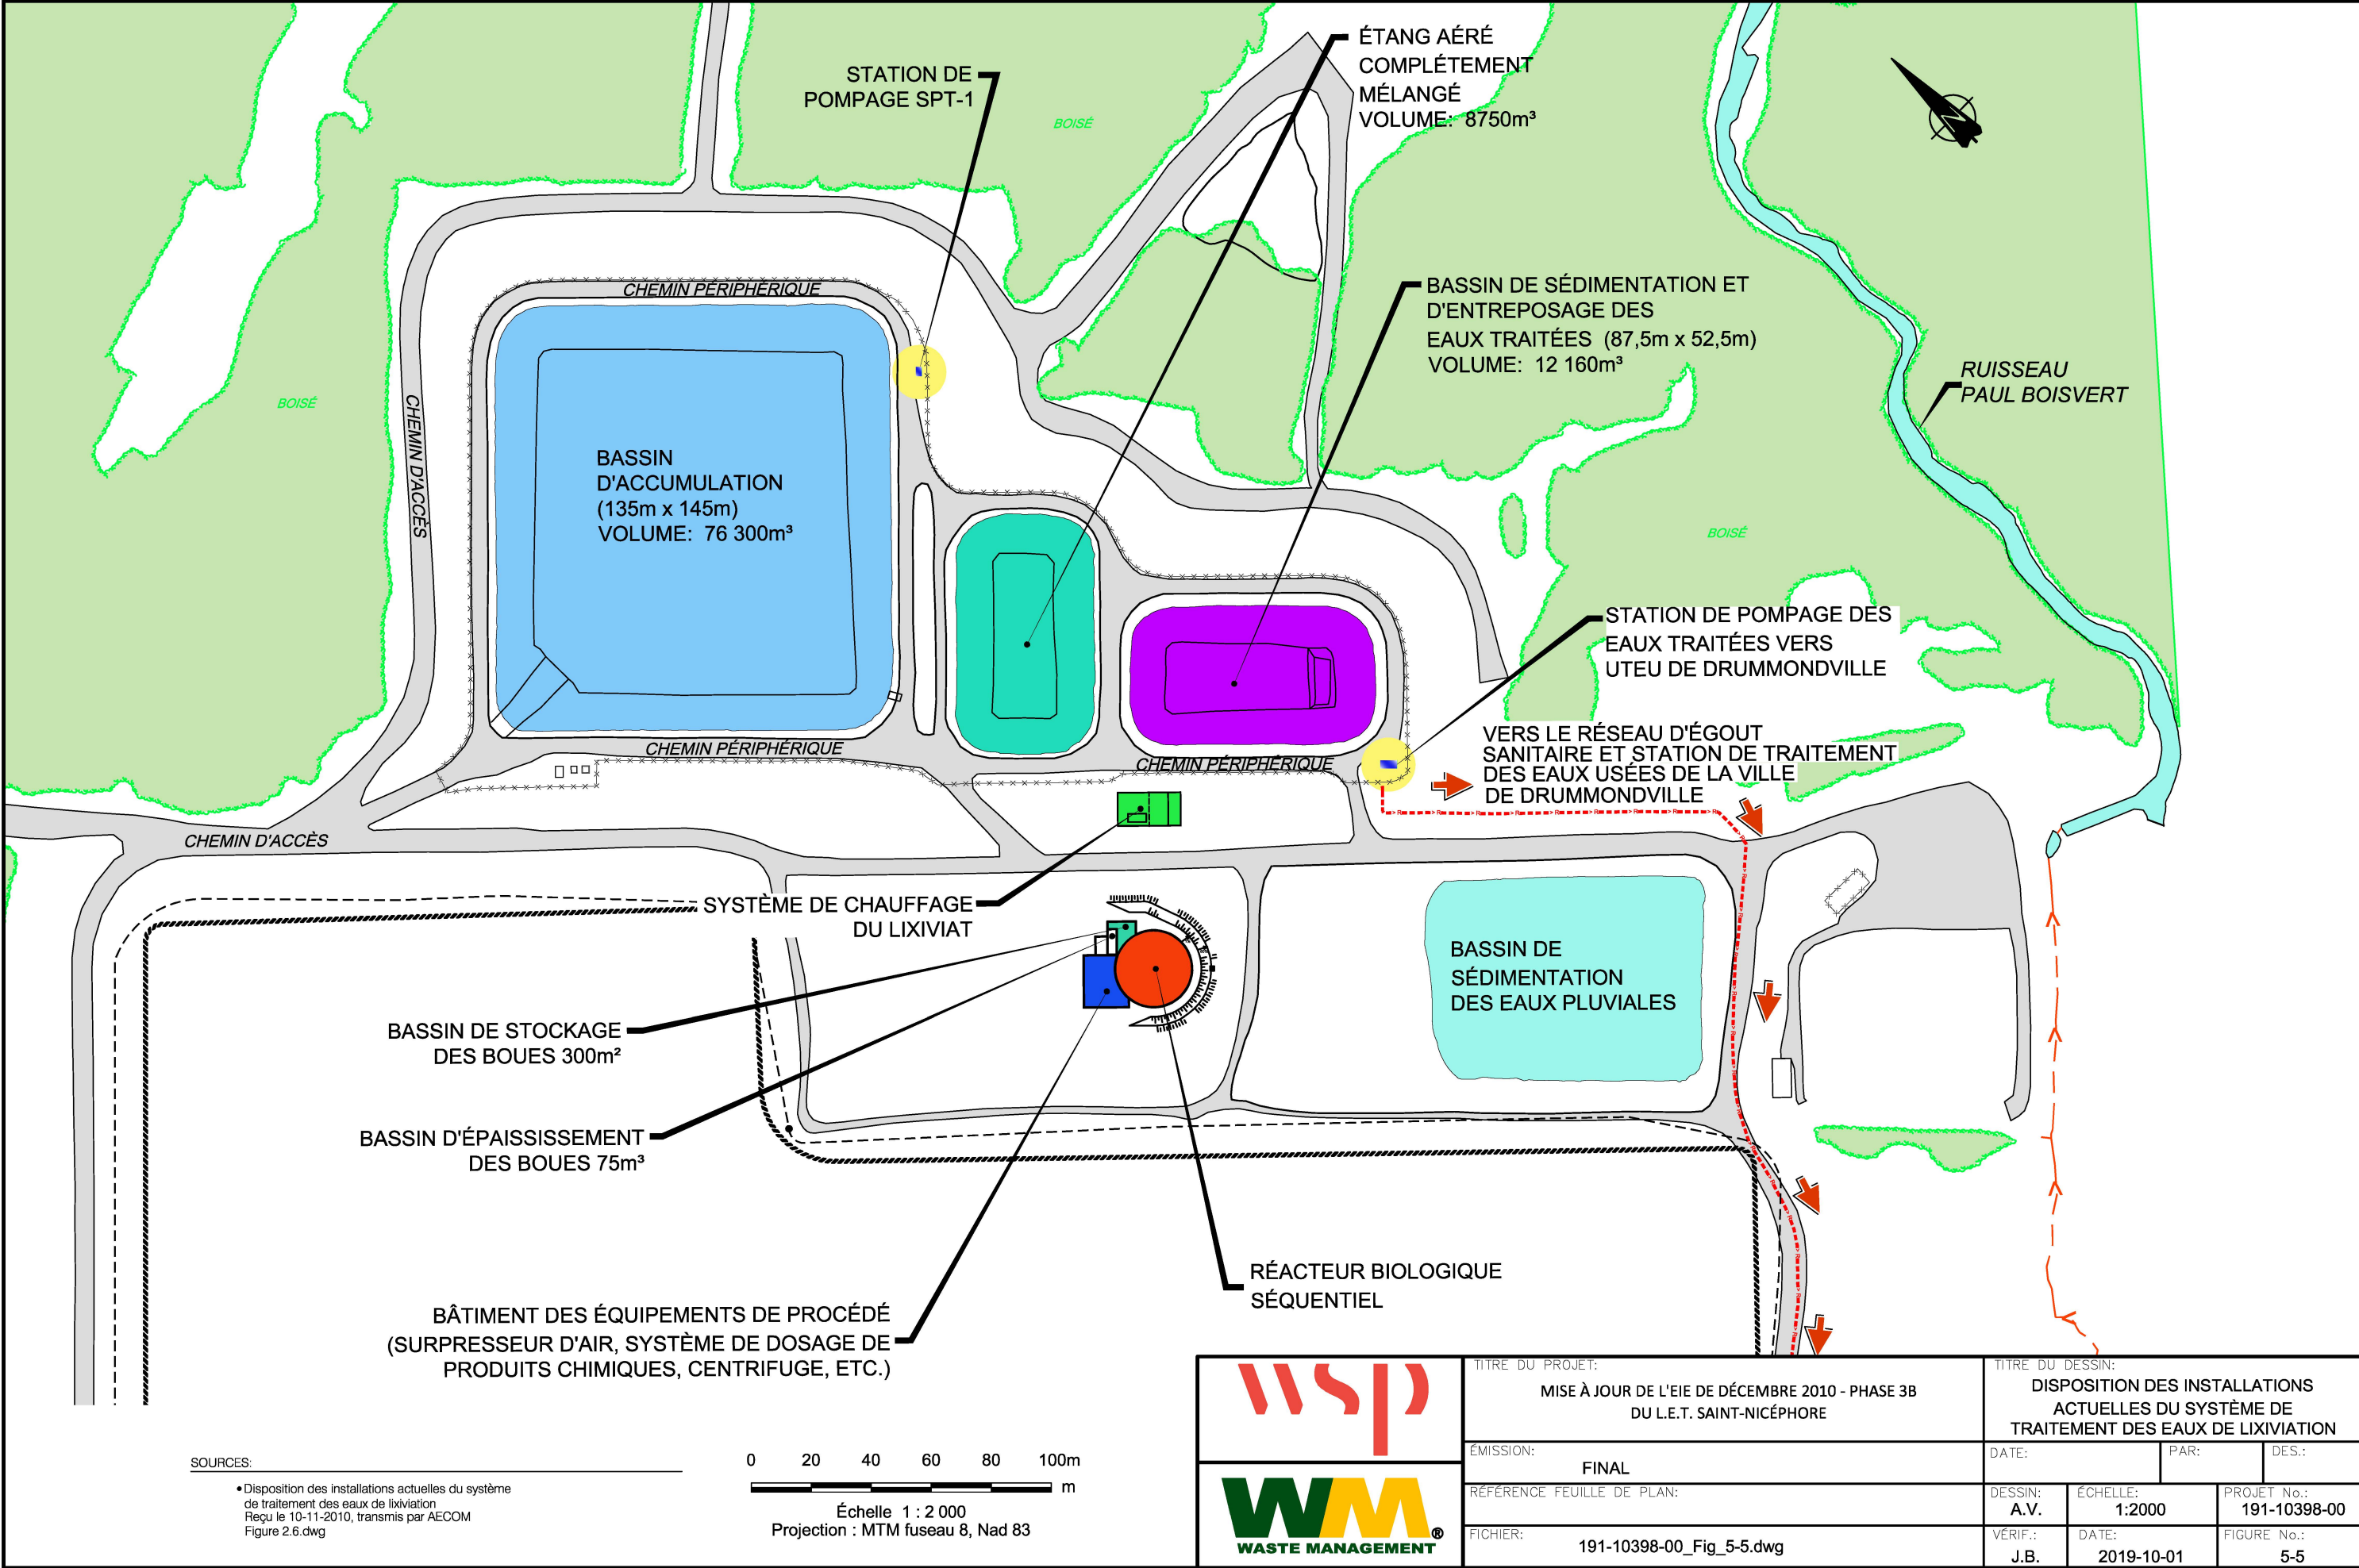 STATION DE
POMPAGE SPT-1
ÉTANG AÉRÉ
COMPLÉTEMENT
MÉLANGÉ
VOLUME: 8750m³
BOISÉ
BASSIN DE SÉDIMENTATION ET
D'ENTREPOSAGE DES
EAUX TRAITÉES (87,5m x 52,5m)
VOLUME: 12 160m³
CHEMIN PÉRIPHÉRIQUE
RUISSEAU
PAUL BOISVERT
BOISÉ
CHEMIN D'ACCÈS
BASSIN
D'ACCUMULATION
(135m x 145m)
VOLUME: 76 300m³
BOISÉ
STATION DE POMPAGE DES
EAUX TRAITÉES VERS
UTEU DE DRUMMONDVILLE
CHEMIN PÉRIPHÉRIQUE
CHEMIN PÉRIPHÉRIQUE
VERS LE RÉSEAU D'ÉGOUT
SANITAIRE ET STATION DE TRAITEMENT
DES EAUX USÉES DE LA VILLE
DE DRUMMONDVILLE
CHEMIN D'ACCÈS
SYSTÈME DE CHAUFFAGE
DU LIXIVIAT
BASSIN DE
SÉDIMENTATION
DES EAUX PLUVIALES
BASSIN DE STOCKAGE
DES BOUES 300m²
BASSIN D'ÉPAISSISSEMENT
DES BOUES 75m³
RÉACTEUR BIOLOGIQUE
SÉQUENTIEL
BÂTIMENT DES ÉQUIPEMENTS DE PROCÉDÉ
(SURPRESSEUR D'AIR, SYSTÈME DE DOSAGE DE
PRODUITS CHIMIQUES, CENTRIFUGE, ETC.)
SOURCES:
• Disposition des installations actuelles du système
de traitement des eaux de lixiviation
Reçu le 10-11-2010, transmis par AECOM
Figure 2.6.dwg
0 20 40 60 80 100m
m
Échelle 1 : 2 000
Projection : MTM fuseau 8, Nad 83
wsp
WM®
WASTE MANAGEMENT
TITRE DU PROJET:
MISE À JOUR DE L'EIE DE DÉCEMBRE 2010 - PHASE 3B
DU L.E.T. SAINT-NICÉPHORE
TITRE DU DESSIN:
DISPOSITION DES INSTALLATIONS
ACTUELLES DU SYSTÈME DE
TRAITEMENT DES EAUX DE LIXIVIATION
ÉMISSION:
FINAL
DATE: PAR: DES.:
RÉFÉRENCE FEUILLE DE PLAN:
DESSIN: ÉCHELLE: PROJET No.:
A.V. 1:2000 191-10398-00
FICHIER:
191-10398-00_Fig_5-5.dwg
VÉRIF.: DATE: FIGURE No.:
J.B. 2019-10-01 5-5